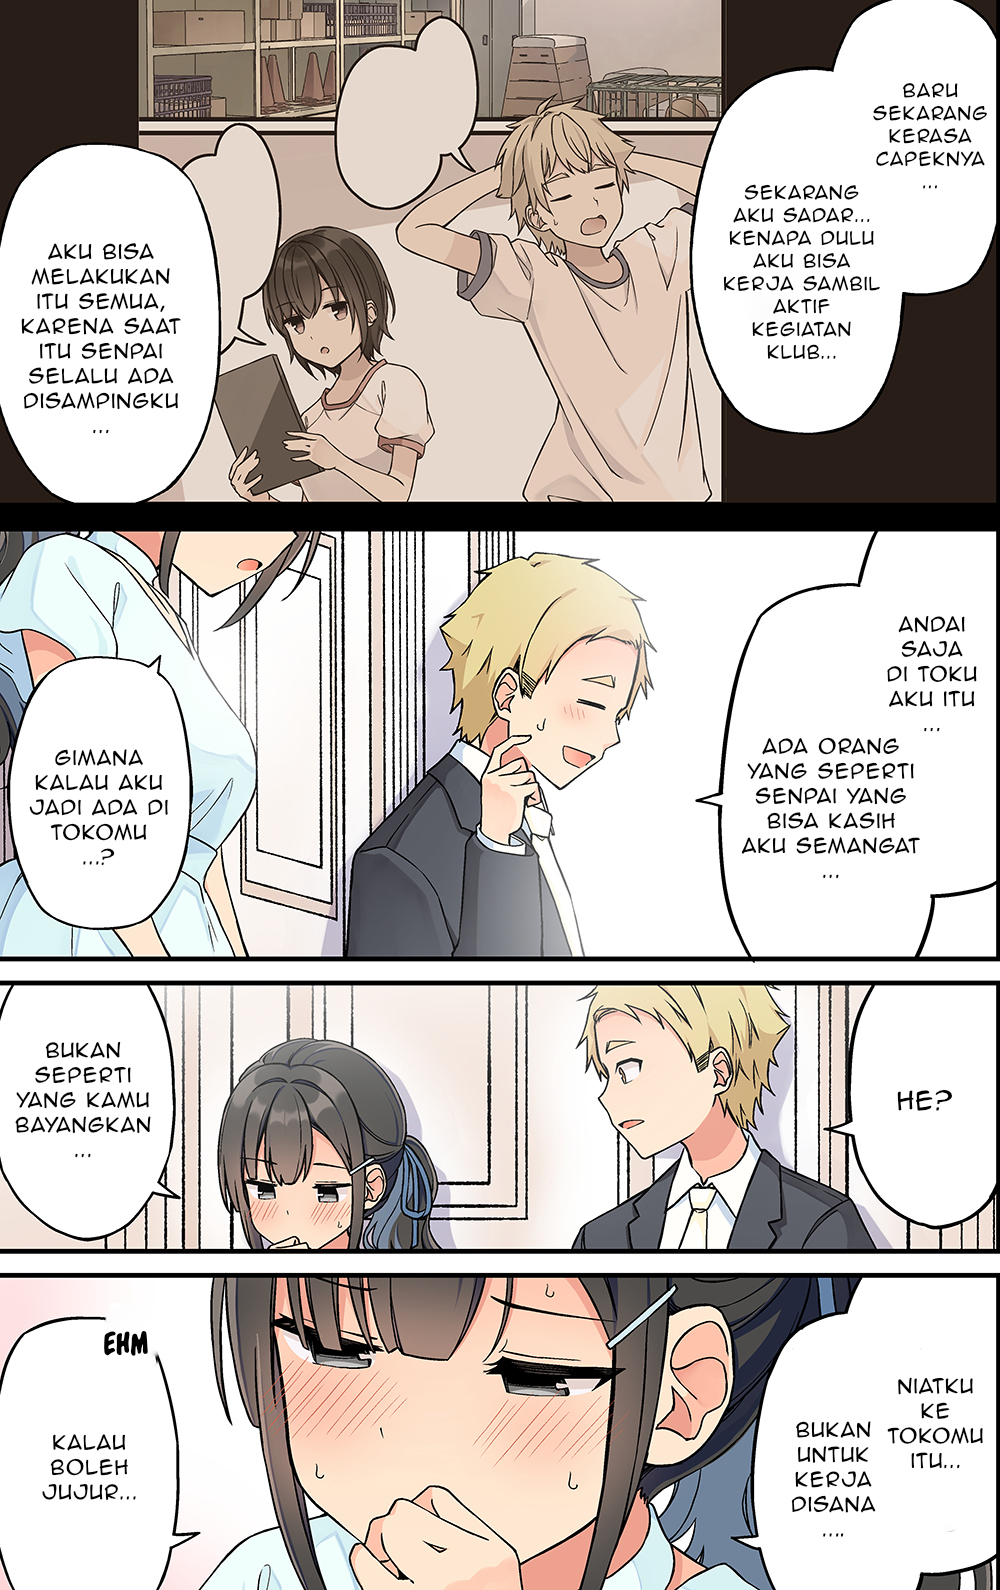 BARU
SEKARANG
KERASA
CAPEKNYA
...
SEKARANG
AKU SADAR...
KENAPA DULU
AKU BISA
KERJA SAMBIL
AKTIF
KEGIATAN
KLUB...
AKU BISA
MELAKUKAN
ITU SEMUA,
KARENA SAAT
ITU SENPAI
SELALU ADA
DISAMPINGKU
...
ANDAI
SAJA
DI TOKU
AKU ITU
...
ADA ORANG
YANG SEPERTI
SENPAI YANG
BISA KASIH
AKU SEMANGAT
...
GIMANA
KALAU AKU
JADI ADA DI
TOKOMU
...?
HE?
BUKAN
SEPERTI
YANG KAMU
BAYANGKAN
...
NIATKU
KE
TOKOMU
ITU...
BUKAN
UNTUK
KERJA
DISANA
....
EHM
KALAU
BOLEH
JUJUR...